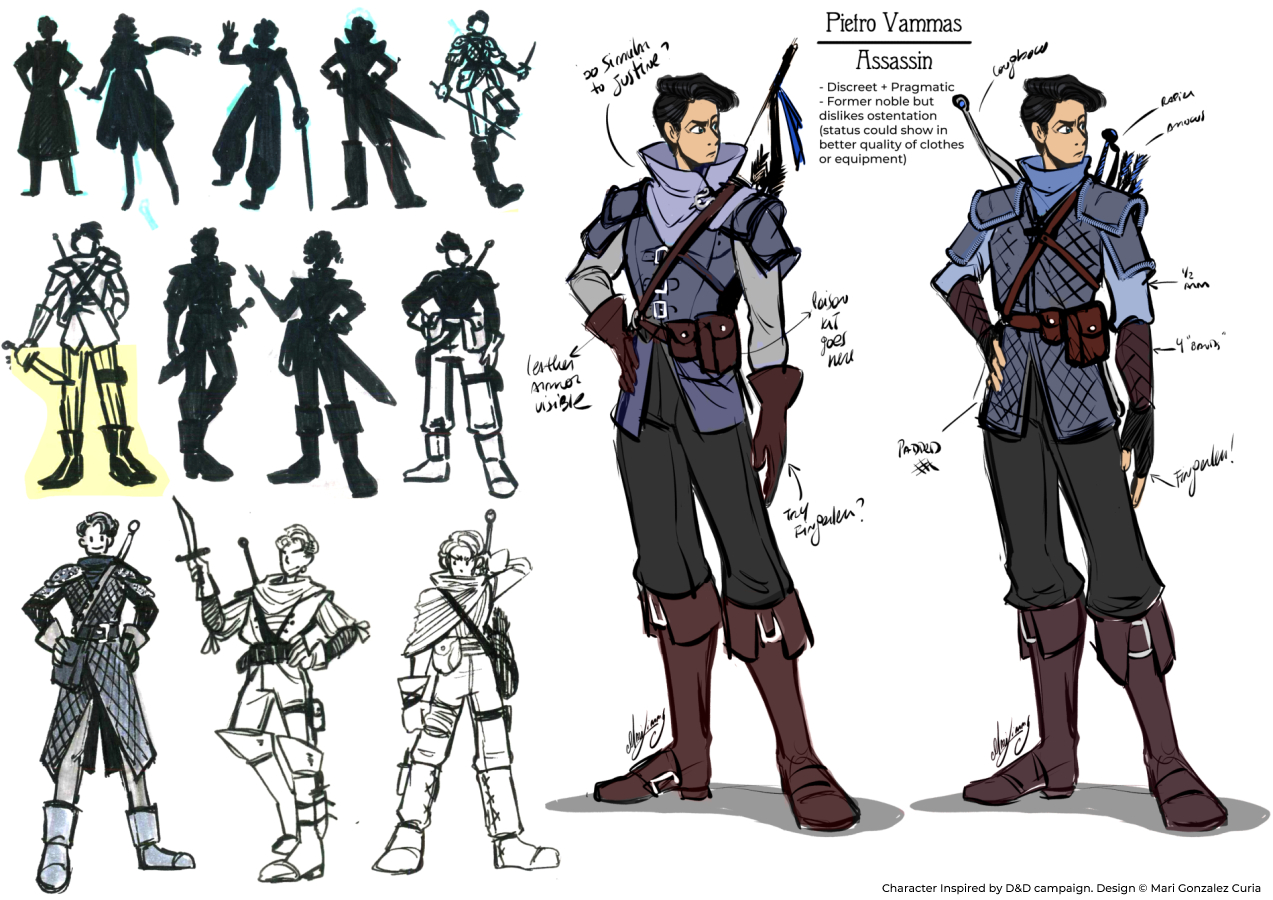 Pietro Vammas
Assassin
- Discreet + Pragmatic
- Former noble but
dislikes ostentation
(status could show in
better quality of clothes
or equipment)
so similar
to Justine?
Longbow
Rapier
Arrows
Poison
kit
goes
here
Leather
Armor
visible
Try
Fingerless?
1/2
arm
4 "Bands"
Padded
Fingerless!
Character Inspired by D&D campaign. Design © Mari Gonzalez Curia